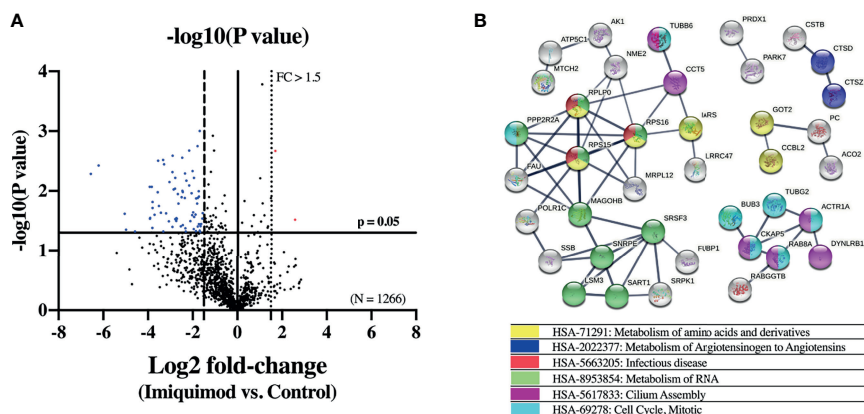 A
-log10(P value)
FC > 1.5
-log10(P value)
4
3
2
1
0
p = 0.05
(N = 1266)
-8
-6
-4
-2
0
2
4
6
8
Log2 fold-change
(Imiquimod vs. Control)
B
AK1
ATP5C1
NME2
MTCH2
TUBB6
CCT5
PRDX1
PARK7
CSTB
CTSD
CTSZ
RPLP0
PPP2R2A
RPS16
IARS
GOT2
PC
FAU
RPS15
LRRC47
CCBL2
ACO2
MRPL12
MAGOHB
POLR1C
SRSF3
SSB
SNRPE
FUBP1
LSM3
SART1
SRPK1
TUBG2
BUB3
ACTR1A
CKAP5
RAB8A
DYNLRB1
RABGGTB
HSA-71291: Metabolism of amino acids and derivatives
HSA-2022377: Metabolism of Argiotensinogen to Angiotensins
HSA-5663205: Infectious disease
HSA-8953854: Metabolism of RNA
HSA-5617833: Cilium Assembly
HSA-69278: Cell Cycle, Mitotic